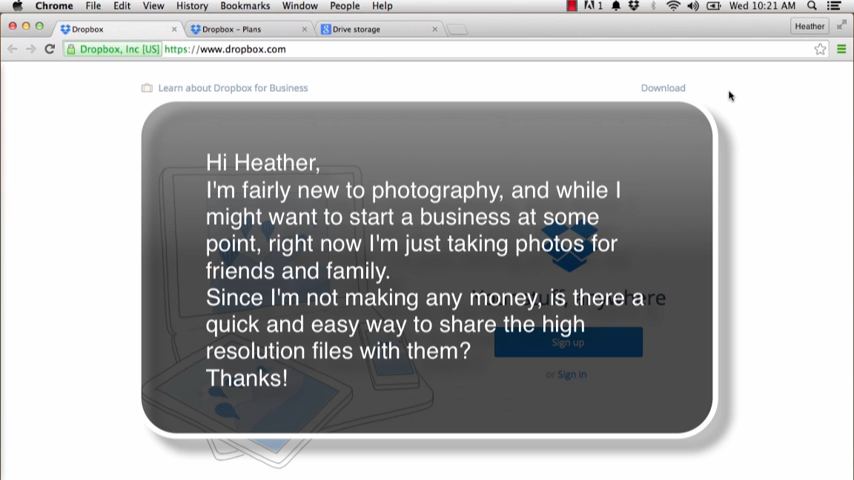 Chrome File Edit View History Bookmarks Window People Help 1 Wed 10:21 AM
Dropbox Dropbox – Plans Drive storage Heather
Dropbox, Inc [US] https://www.dropbox.com
Learn about Dropbox for Business Download
Hi Heather,
I'm fairly new to photography, and while I
might want to start a business at some
point, right now I'm just taking photos for
friends and family.
Since I'm not making any money, is there a
quick and easy way to share the high
resolution files with them?
Thanks!
Sign up
or Sign in